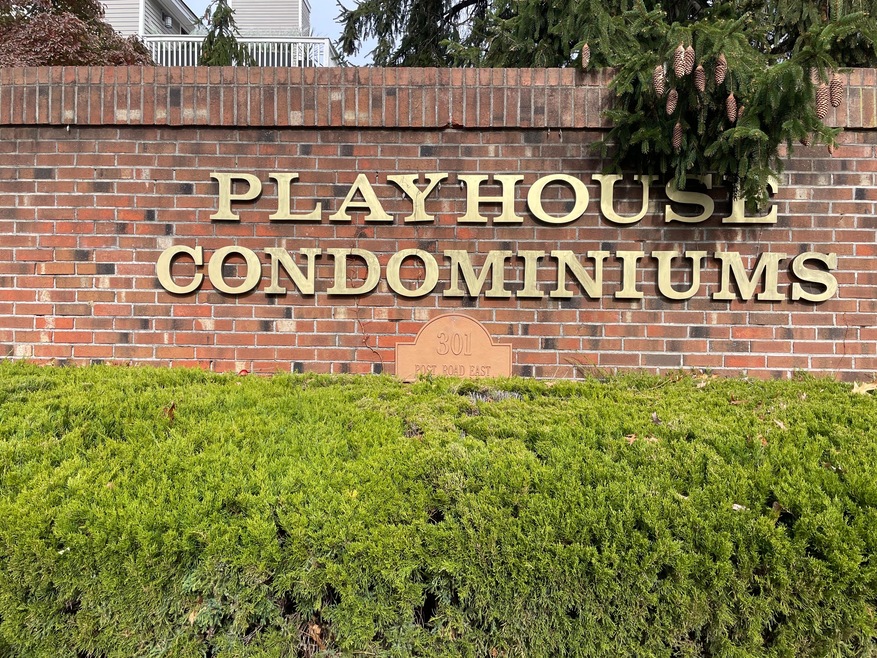 PLAYHOUSE
CONDOMINIUMS
301
POST ROAD EAST